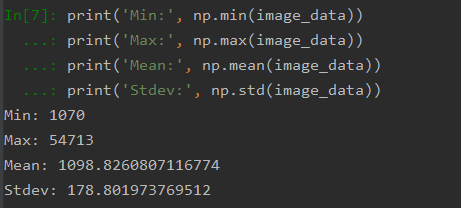 In[7]: print('Min:', np.min(image_data))
...: print('Max:', np.max(image_data))
...: print('Mean:', np.mean(image_data))
...: print('Stdev:', np.std(image_data))
Min: 1070
Max: 54713
Mean: 1098.8260807116774
Stdev: 178.801973769512